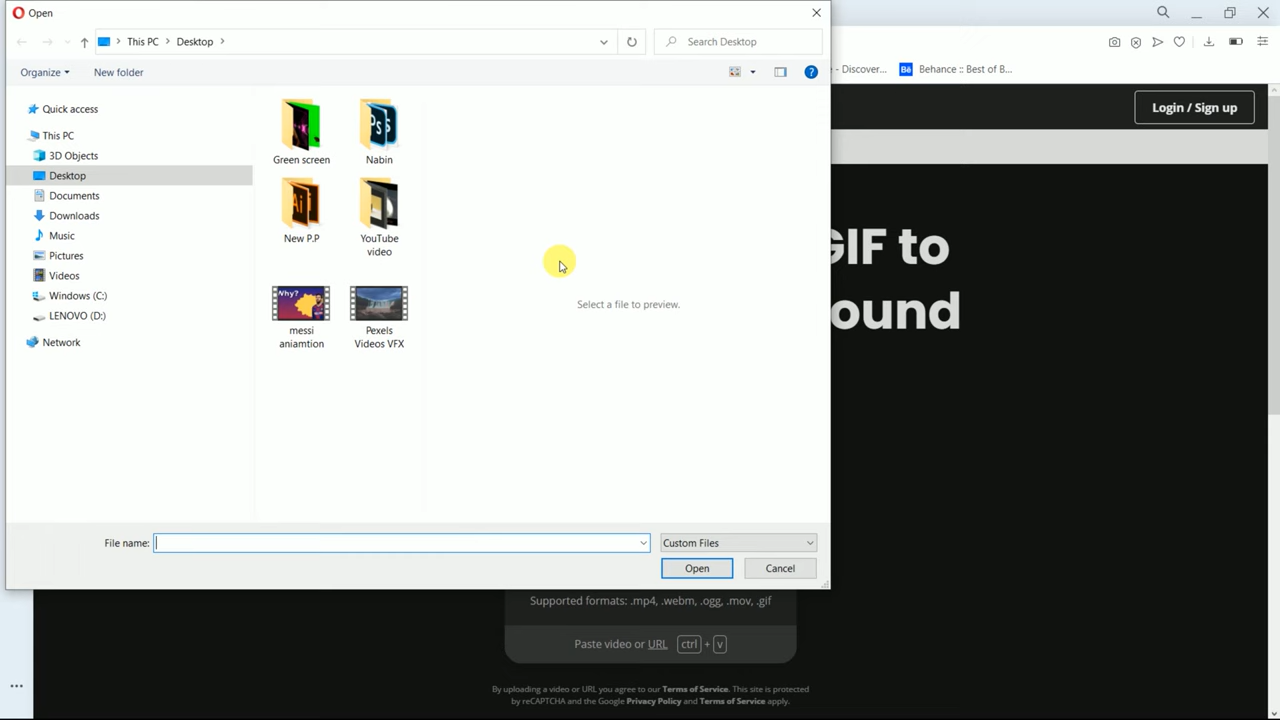 Open
This PC
Desktop
Search Desktop
Organize
New folder
Quick access
This PC
3D Objects
Desktop
Documents
Downloads
Music
Pictures
Videos
Windows (C:)
LENOVO (D:)
Network
Green screen
Nabin
New P.P
YouTube
video
Why?
messi
aniamtion
Pexels
Videos VFX
Select a file to preview.
File name:
Custom Files
Open
Cancel
- Discover...
Bē
Behance :: Best of B...
Login / Sign up
GIF to
ound
Supported formats: .mp4, .webm, .ogg, .mov, .gif
Paste video or URL ctrl + v
By uploading a video or URL you agree to our Terms of Service. This site is protected
by reCAPTCHA and the Google Privacy Policy and Terms of Service apply.